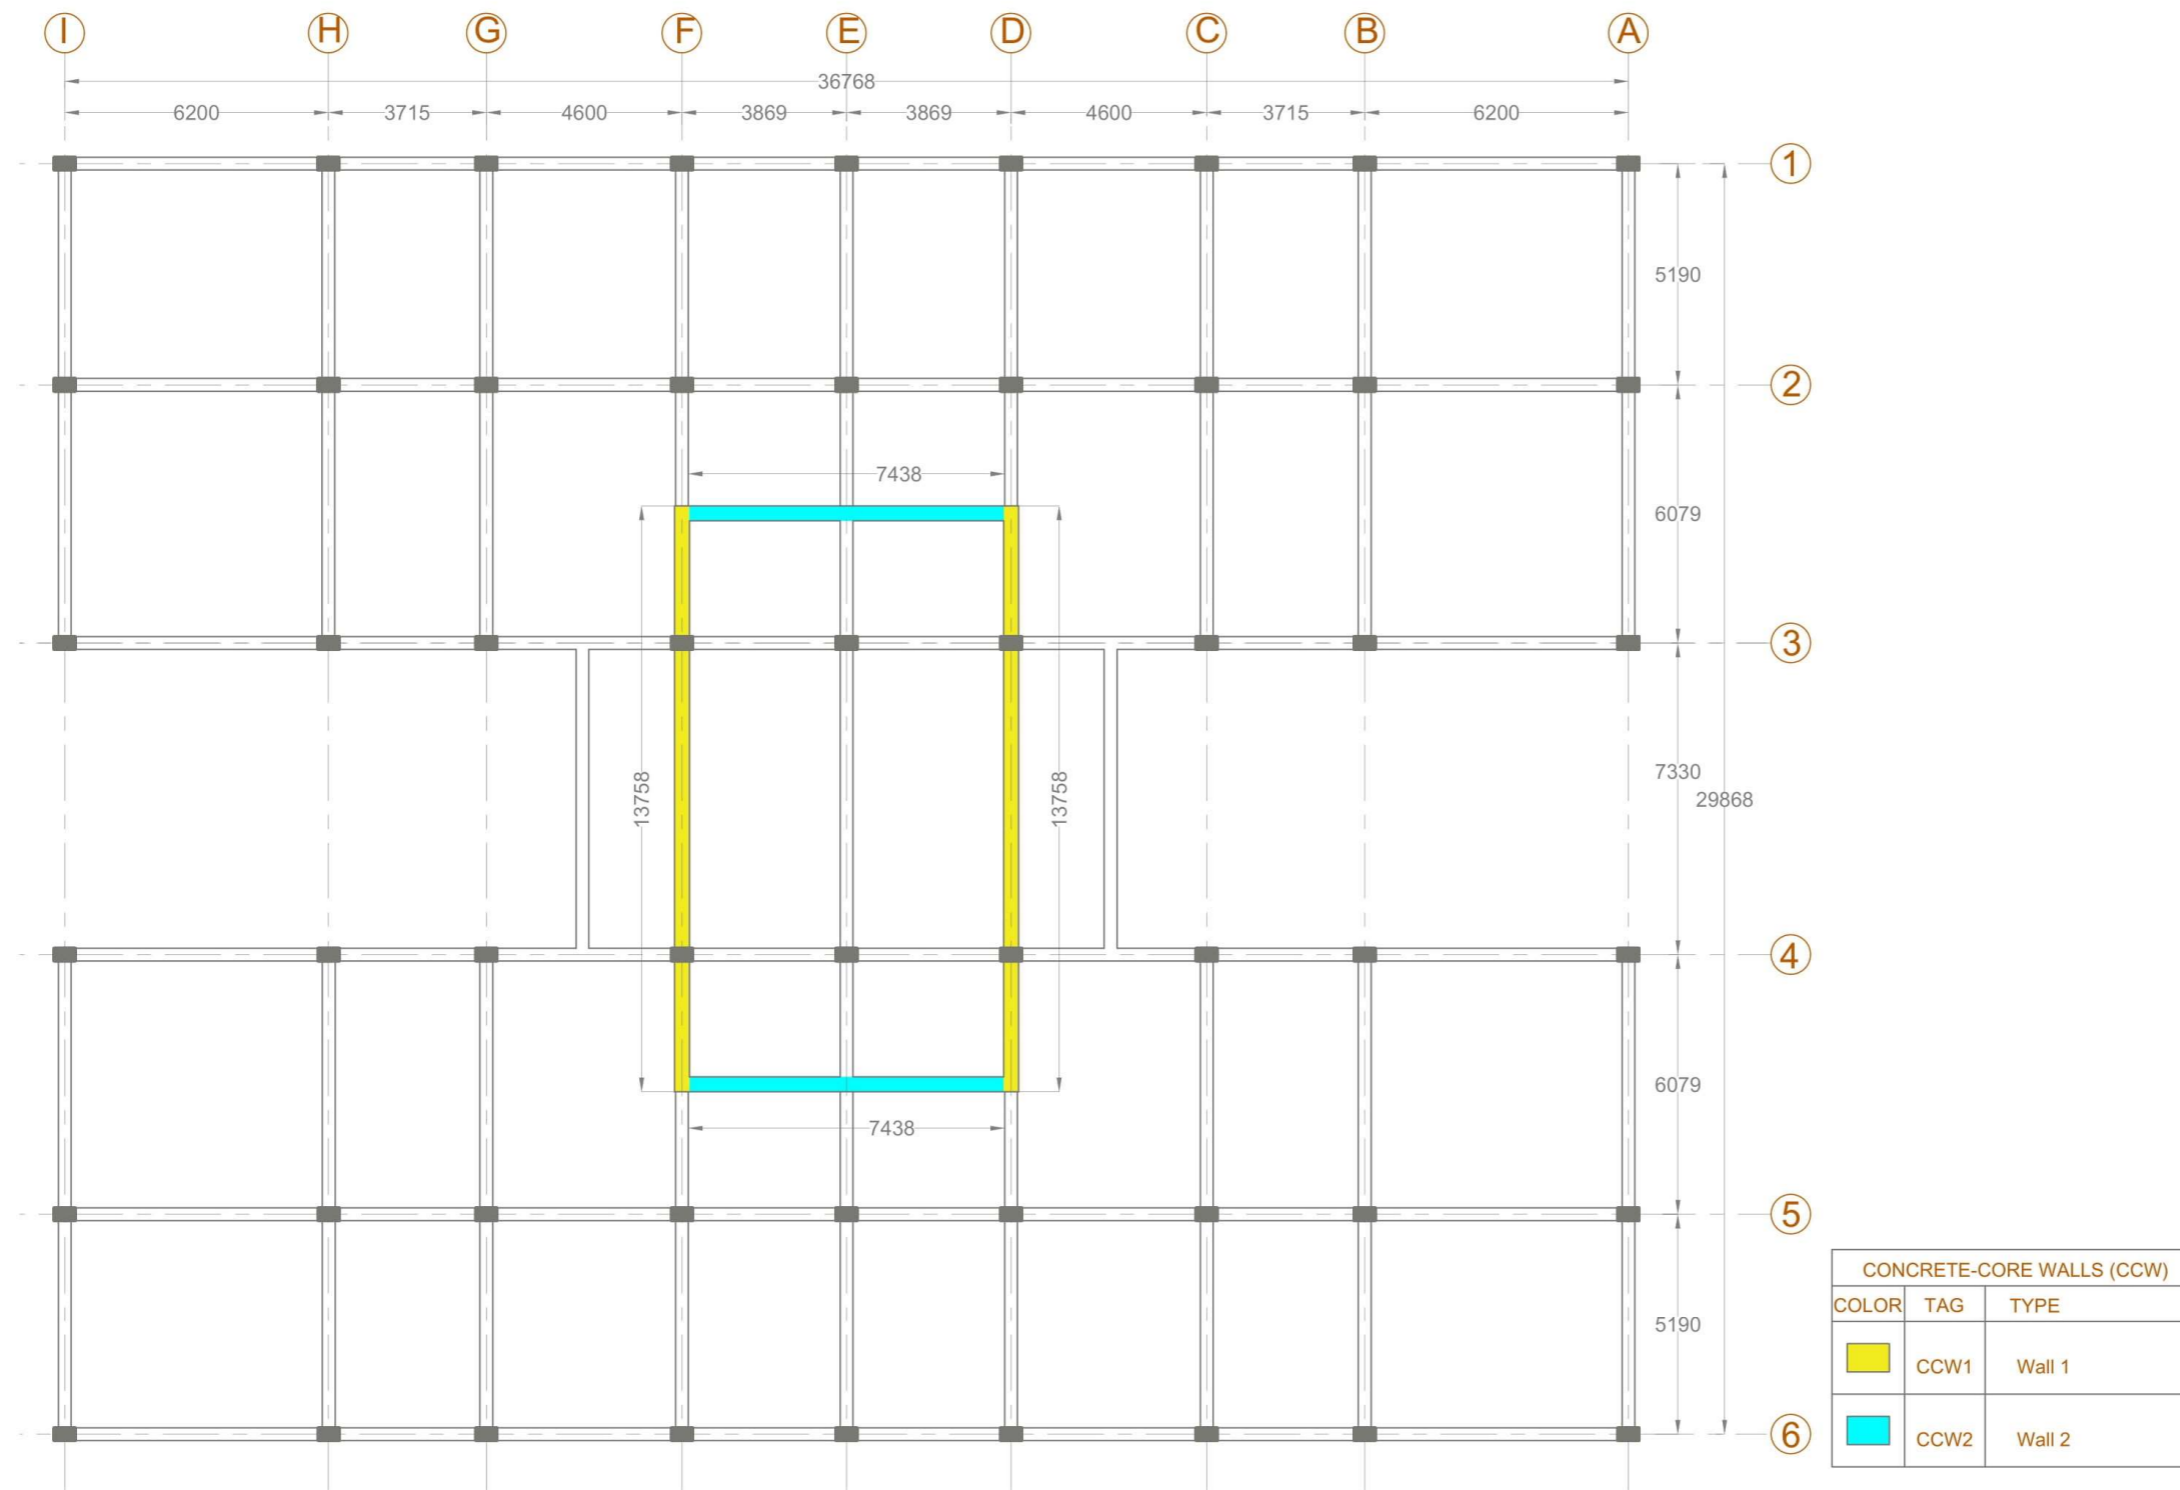 I H G F E D C B A
36768
6200 3715 4600 3869 3869 4600 3715 6200
1
5190
2
7438
6079
3
13758 13758 7330
29868
4
6079
7438
5
CONCRETE-CORE WALLS (CCW)
COLOR TAG TYPE
5190
CCW1 Wall 1
6
CCW2 Wall 2